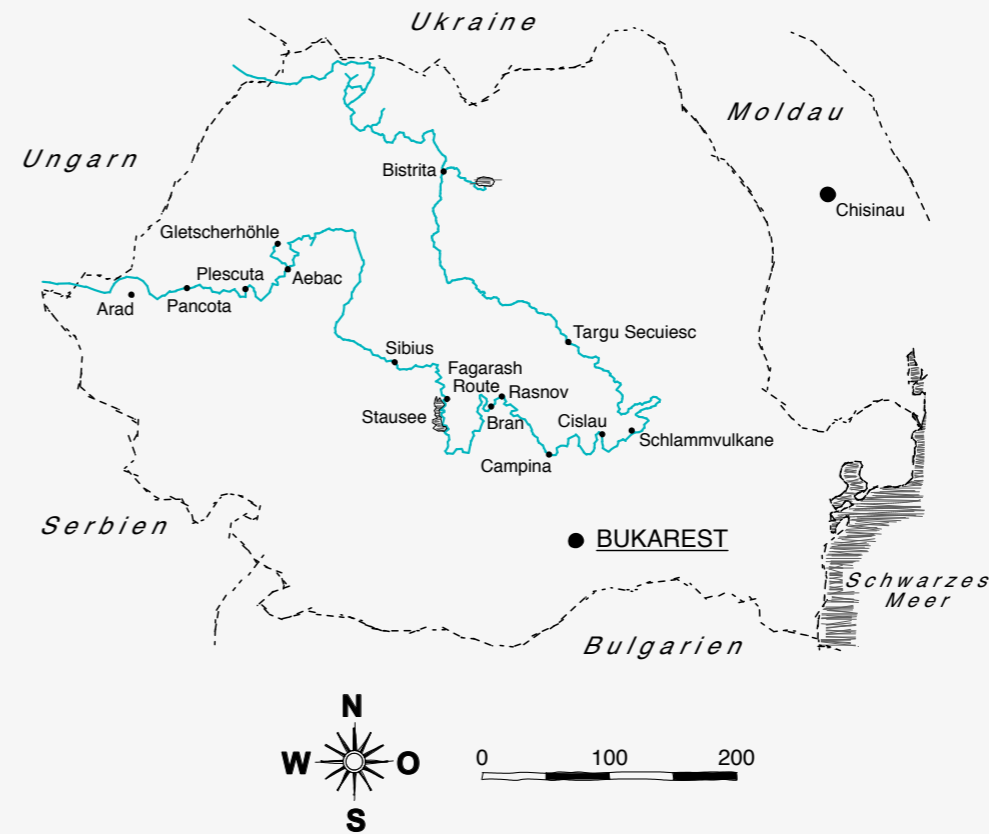 Ukraine
Moldau
Ungarn
Bistrita
Chisinau
Gletscherhöhle
Plescuta
Aebac
Arad
Pancota
Targu Secuiesc
Sibius
Fagarash
Route
Rasnov
Stausee
Bran
Cislau
Schlammvulkane
Campina
Serbien
BUKAREST
Schwarzes
Meer
Bulgarien
N
W
O
S
0 100 200